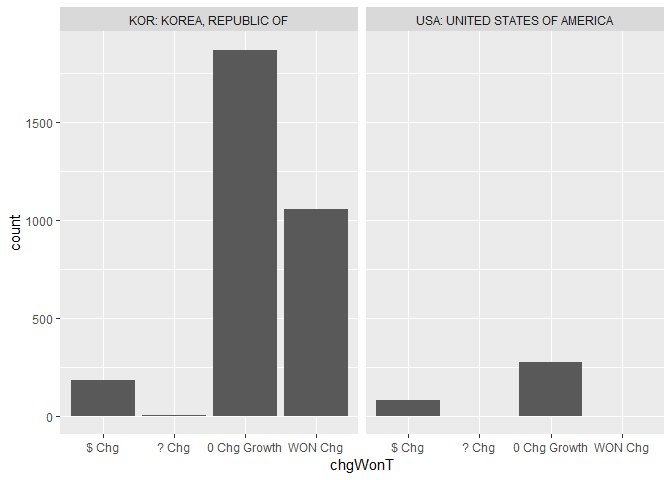 KOR: KOREA, REPUBLIC OF
USA: UNITED STATES OF AMERICA
count
1500
1000
500
0
$ Chg
? Chg
0 Chg Growth
WON Chg
$ Chg
? Chg
0 Chg Growth
WON Chg
chgWonT